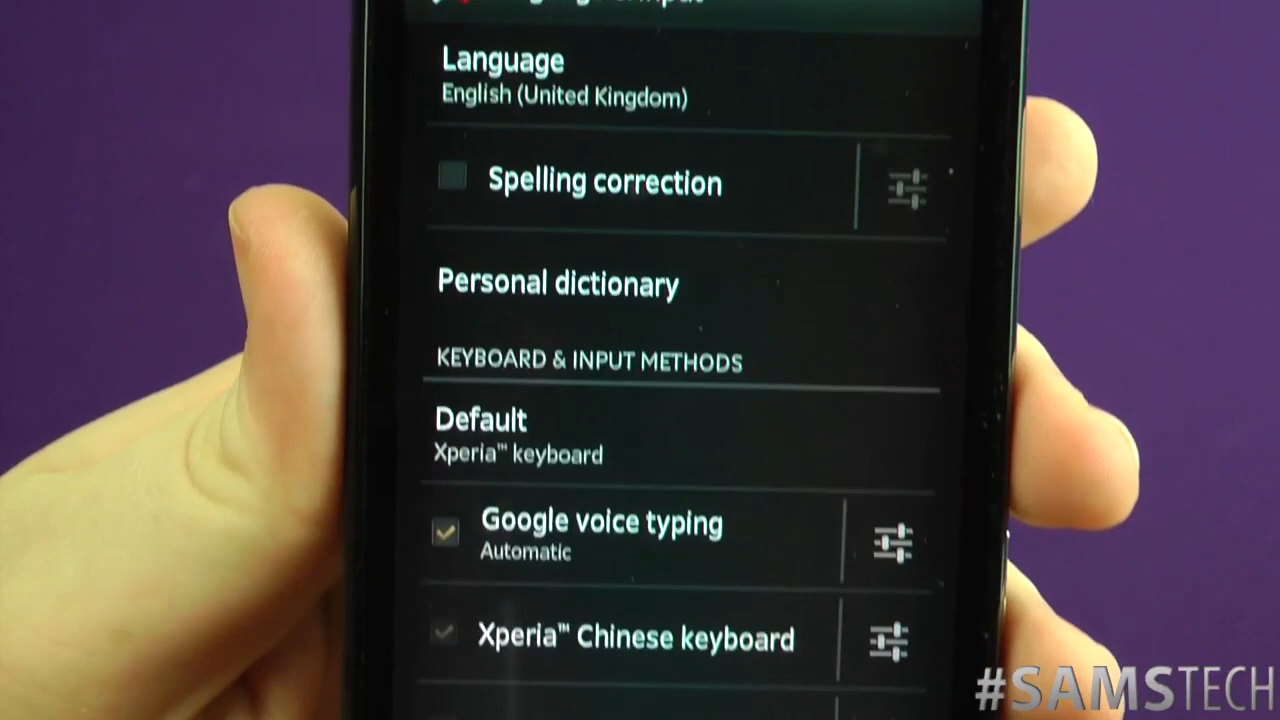 Language
English (United Kingdom)
Spelling correction
Personal dictionary
KEYBOARD & INPUT METHODS
Default
Xperia™ keyboard
Google voice typing
Automatic
Xperia™ Chinese keyboard
#SAMSTECH